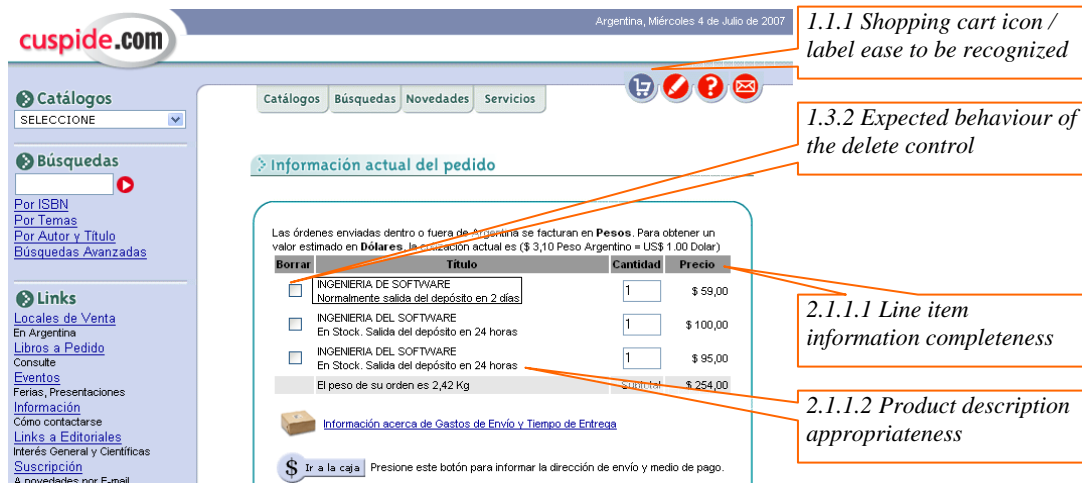 cuspide.com
Argentina, Miércoles 4 de Julio de 2007
Catálogos
SELECCIONE
Búsquedas
Por ISBN
Por Temas
Por Autor y Título
Búsquedas Avanzadas
Links
Locales de Venta
En Argentina
Libros a Pedido
Consulte
Eventos
Ferias, Presentaciones
Información
Cómo contactarse
Links a Editoriales
Interés General y Científicas
Suscripción
A novedades por E-mail
Catálogos Búsquedas Novedades Servicios
Información actual del pedido
Las órdenes enviadas dentro o fuera de Argentina se facturan en Pesos. Para obtener un
valor estimado en Dólares, la cotización actual es ($ 3,10 Peso Argentino = US$ 1.00 Dolar)
Borrar Título Cantidad Precio
INGENIERIA DE SOFTWARE
Normalmente salida del depósito en 2 días
1 $ 59,00
INGENIERIA DEL SOFTWARE
En Stock. Salida del depósito en 24 horas
1 $ 100,00
INGENIERIA DEL SOFTWARE
En Stock. Salida del depósito en 24 horas
1 $ 95,00
El peso de su orden es 2,42 Kg Subtotal $ 254,00
Información acerca de Gastos de Envío y Tiempo de Entrega
$ Ir a la caja Presione este botón para informar la dirección de envío y medio de pago.
1.1.1 Shopping cart icon /
label ease to be recognized
1.3.2 Expected behaviour of
the delete control
2.1.1.1 Line item
information completeness
2.1.1.2 Product description
appropriateness